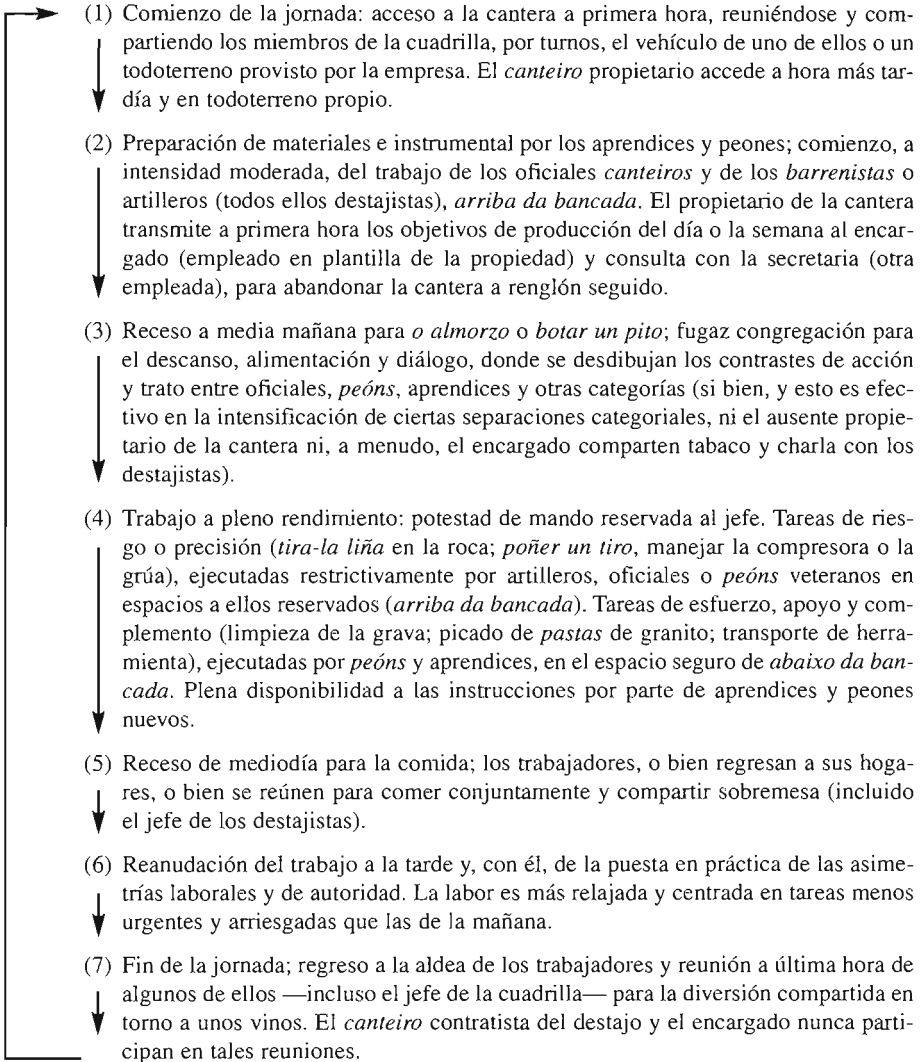 (1) Comienzo de la jornada: acceso a la cantera a primera hora, reuniéndose y com-
partiendo los miembros de la cuadrilla, por turnos, el vehículo de uno de ellos o un
todoterreno provisto por la empresa. El canteiro propietario accede a hora más tar-
día y en todoterreno propio.
(2) Preparación de materiales e instrumental por los aprendices y peones; comienzo, a
intensidad moderada, del trabajo de los oficiales canteiros y de los barrenistas o
artilleros (todos ellos destajistas), arriba da bancada. El propietario de la cantera
transmite a primera hora los objetivos de producción del día o la semana al encar-
gado (empleado en plantilla de la propiedad) y consulta con la secretaria (otra
empleada), para abandonar la cantera a renglón seguido.
(3) Receso a media mañana para o almorzo o botar un pito; fugaz congregación para
el descanso, alimentación y diálogo, donde se desdibujan los contrastes de acción
y trato entre oficiales, peóns, aprendices y otras categorías (si bien, y esto es efec-
tivo en la intensificación de ciertas separaciones categoriales, ni el ausente propie-
tario de la cantera ni, a menudo, el encargado comparten tabaco y charla con los
destajistas).
(4) Trabajo a pleno rendimiento: potestad de mando reservada al jefe. Tareas de ries-
go o precisión (tira-la liña en la roca; poñer un tiro, manejar la compresora o la
grúa), ejecutadas restrictivamente por artilleros, oficiales o peóns veteranos en
espacios a ellos reservados (arriba da bancada). Tareas de esfuerzo, apoyo y com-
plemento (limpieza de la grava; picado de pastas de granito; transporte de herra-
mienta), ejecutadas por peóns y aprendices, en el espacio seguro de abaixo da ban-
cada. Plena disponibilidad a las instrucciones por parte de aprendices y peones
nuevos.
(5) Receso de mediodía para la comida; los trabajadores, o bien regresan a sus hoga-
res, o bien se reúnen para comer conjuntamente y compartir sobremesa (incluido
el jefe de los destajistas).
(6) Reanudación del trabajo a la tarde y, con él, de la puesta en práctica de las asime-
trías laborales y de autoridad. La labor es más relajada y centrada en tareas menos
urgentes y arriesgadas que las de la mañana.
(7) Fin de la jornada; regreso a la aldea de los trabajadores y reunión a última hora de
algunos de ellos —incluso el jefe de la cuadrilla— para la diversión compartida en
torno a unos vinos. El canteiro contratista del destajo y el encargado nunca parti-
cipan en tales reuniones.